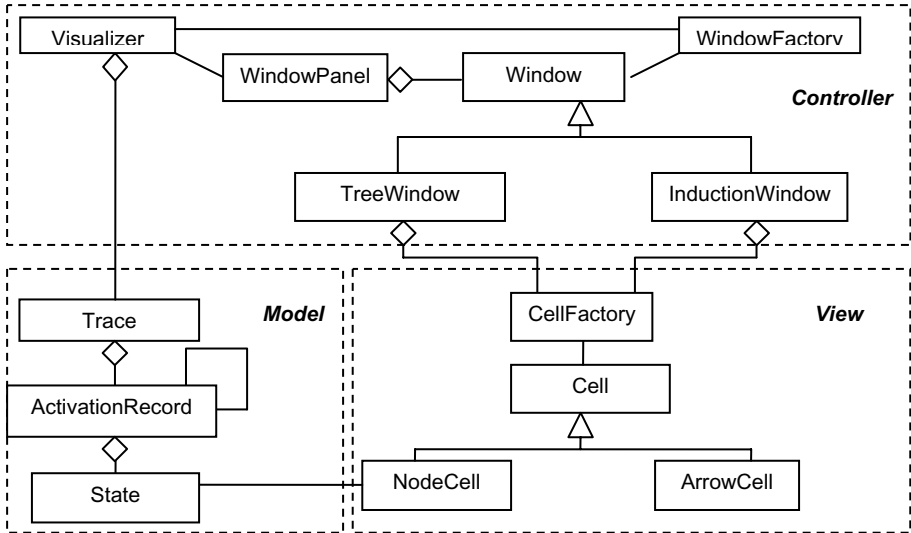 Visualizer
WindowFactory
WindowPanel
Window
Controller
TreeWindow
InductionWindow
Trace
Model
CellFactory
View
ActivationRecord
Cell
State
NodeCell
ArrowCell